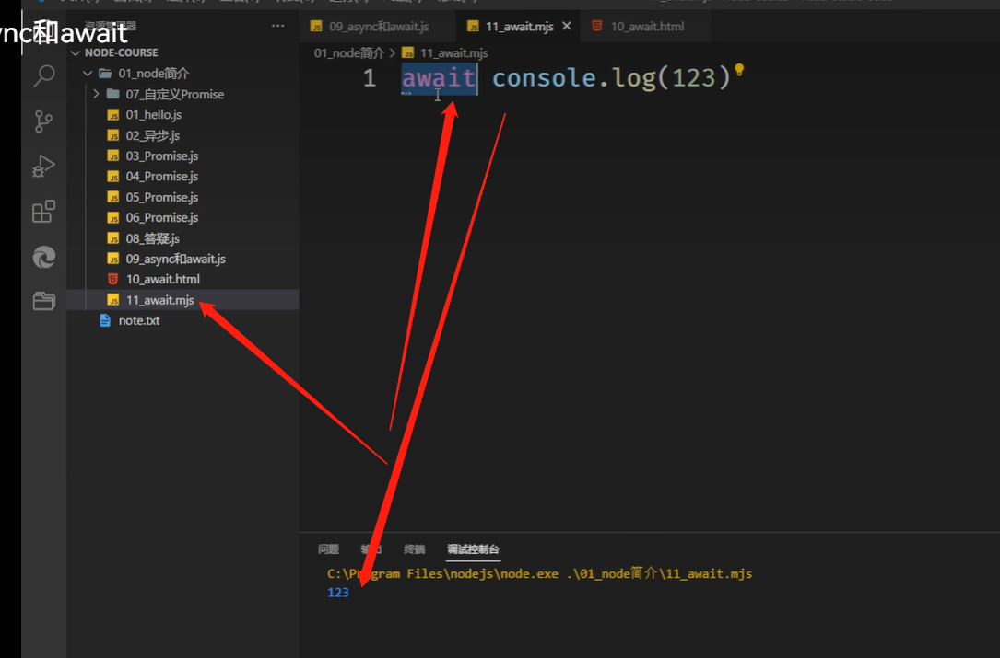 nc和await
资源管理器
NODE-COURSE
01_node简介
07_自定义Promise
01_hello.js
02_异步.js
03_Promise.js
04_Promise.js
05_Promise.js
06_Promise.js
08_答疑.js
09_async和await.js
10_await.html
11_await.mjs
note.txt
09_async和await.js
11_await.mjs
10_await.html
01_node简介 > 11_await.mjs
1 await console.log(123)
问题 输出 终端 调试控制台
C:\Program Files\nodejs\node.exe .\01_node简介\11_await.mjs
123